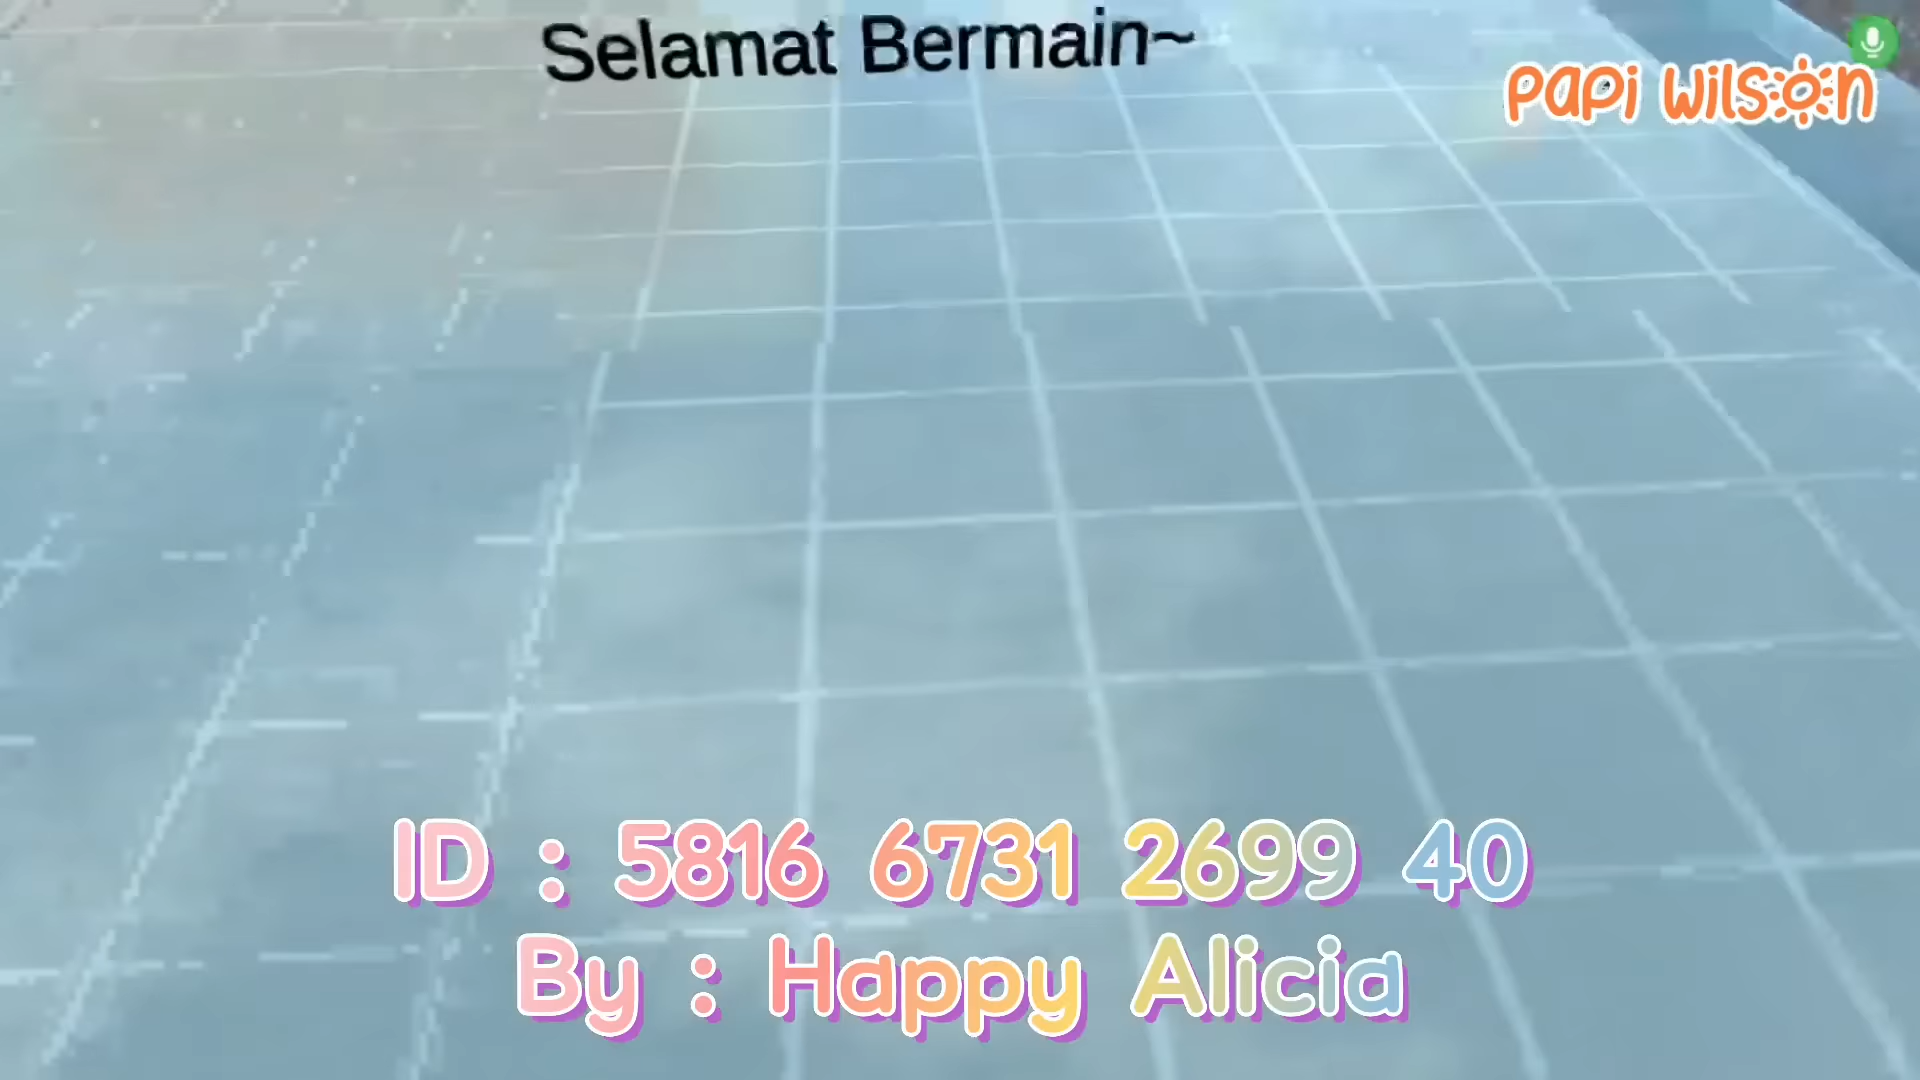 Selamat Bermain~
papi wilson
ID : 5816 6731 2699 40
By : Happy Alicia